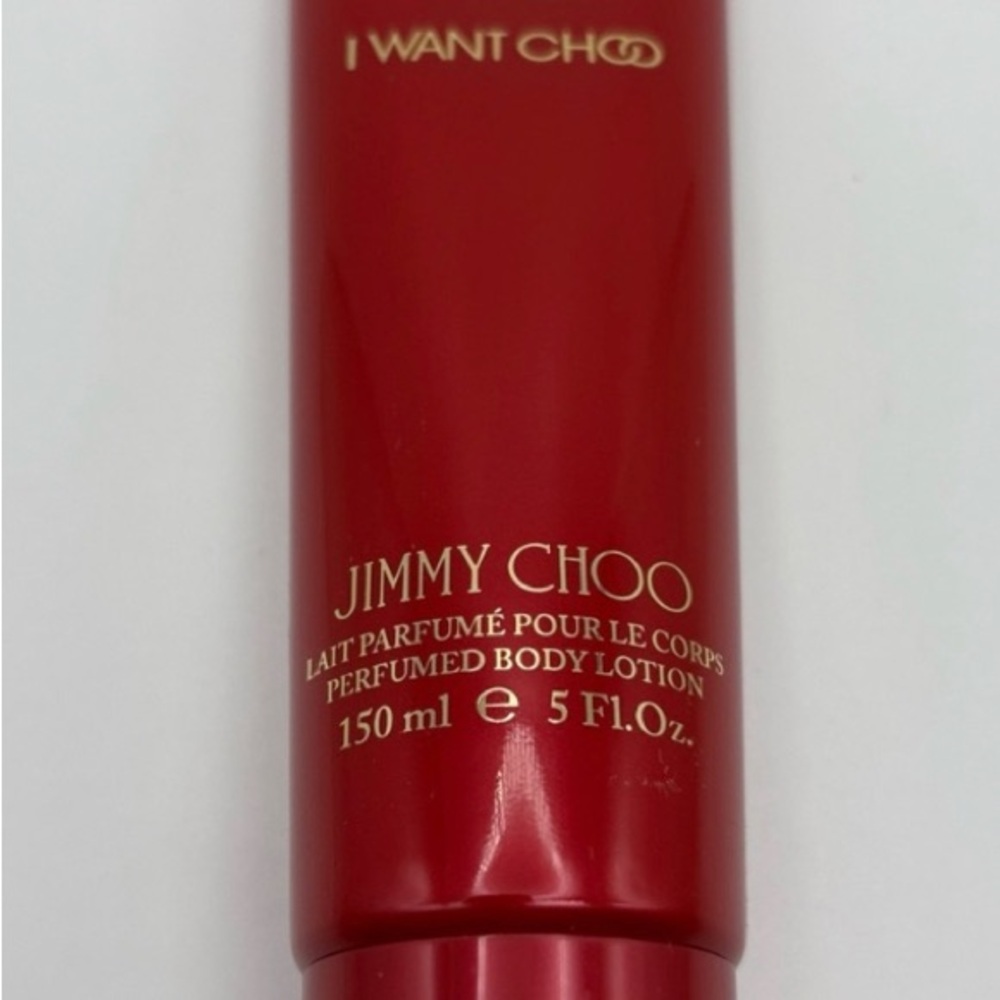 I WANT CHOO
JIMMY CHOO
LAIT PARFUMÉ POUR LE CORPS
PERFUMED BODY LOTION
150 ml ℮ 5 Fl.Oz.